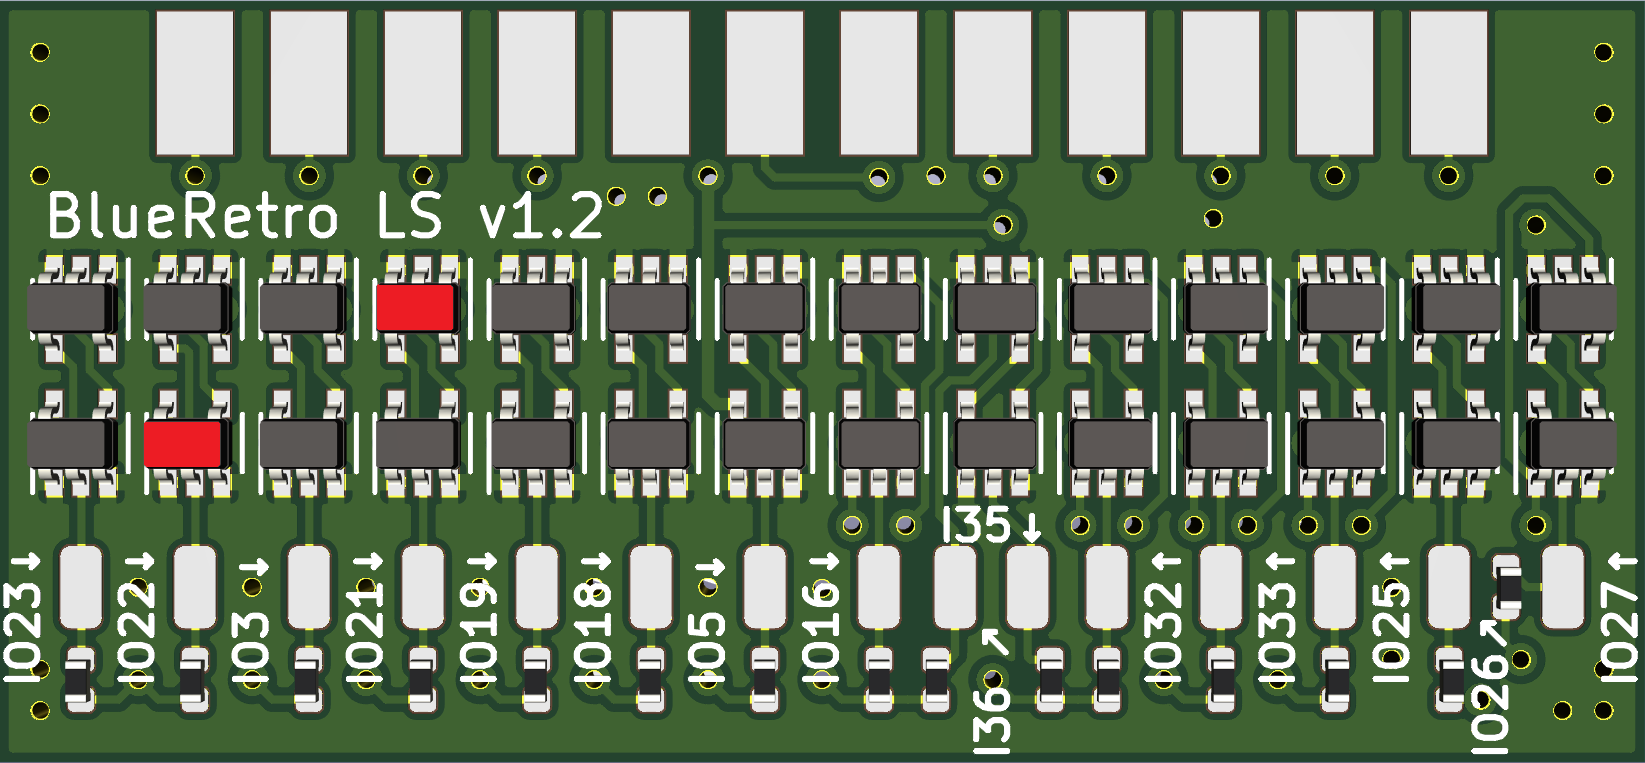 BlueRetro LS v1.2
I35↓
IO23→
IO22→
IO3→
IO21→
IO19→
IO18→
IO5→
IO16→
I36↗
IO32→
IO33→
IO25→
IO26↗
IO27→